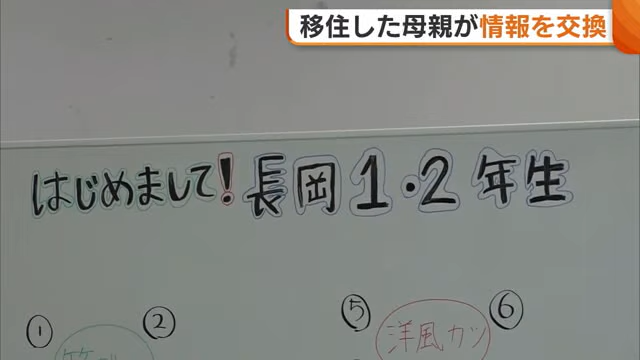 移住した母親が情報を交換
はじめまして!長岡1・2年生
① ② ⑤ ⑥
洋風カツ